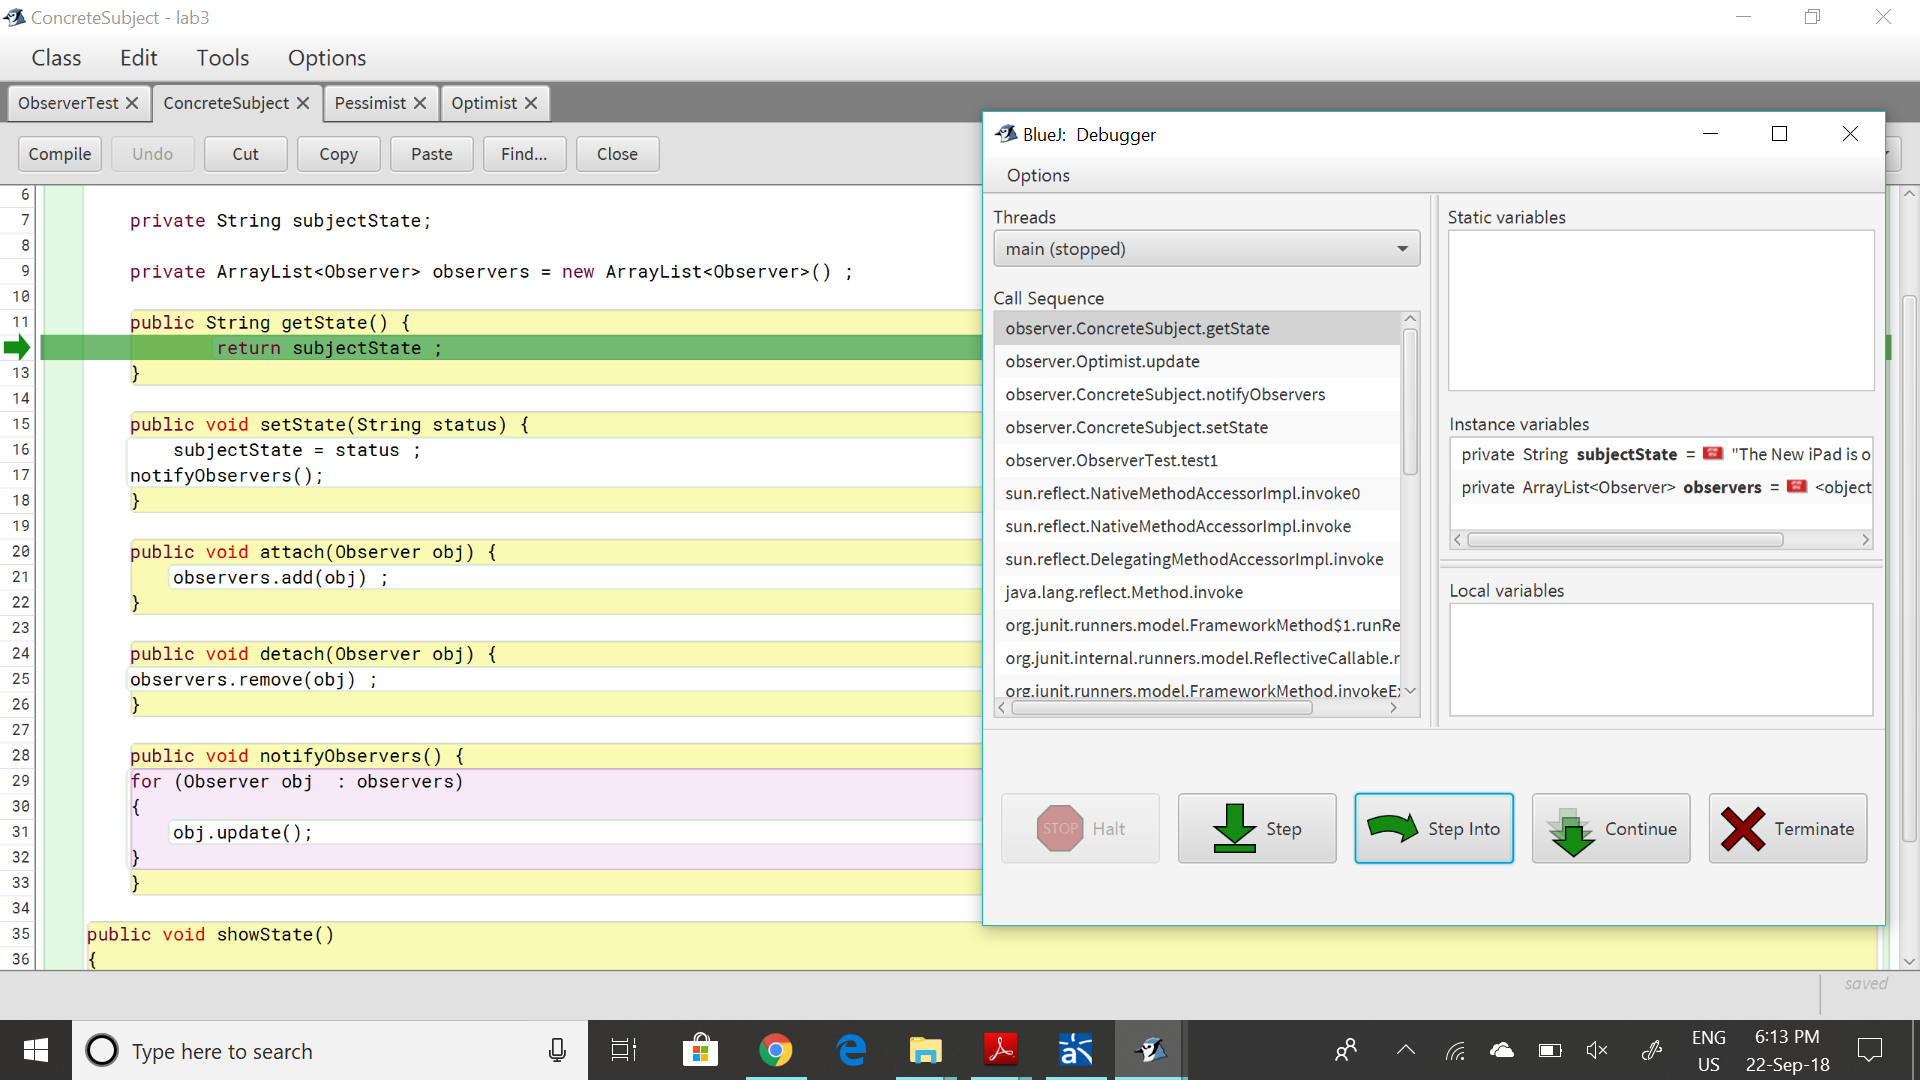 ConcreteSubject - lab3
Class Edit Tools Options
ObserverTest ConcreteSubject Pessimist Optimist
Compile Undo Cut Copy Paste Find... Close
6
7 private String subjectState;
8
9 private ArrayList<Observer> observers = new ArrayList<Observer>() ;
10
11 public String getState() {
return subjectState ;
13 }
14
15 public void setState(String status) {
16 subjectState = status ;
17 notifyObservers();
18 }
19
20 public void attach(Observer obj) {
21 observers.add(obj) ;
22 }
23
24 public void detach(Observer obj) {
25 observers.remove(obj) ;
26 }
27
28 public void notifyObservers() {
29 for (Observer obj : observers)
30 {
31 obj.update();
32 }
33 }
34
35 public void showState()
36 {
saved
BlueJ: Debugger
Options
Threads
main (stopped)
Call Sequence
observer.ConcreteSubject.getState
observer.Optimist.update
observer.ConcreteSubject.notifyObservers
observer.ConcreteSubject.setState
observer.ObserverTest.test1
sun.reflect.NativeMethodAccessorImpl.invoke0
sun.reflect.NativeMethodAccessorImpl.invoke
sun.reflect.DelegatingMethodAccessorImpl.invoke
java.lang.reflect.Method.invoke
org.junit.runners.model.FrameworkMethod$1.runRe
org.junit.internal.runners.model.ReflectiveCallable.r
org.junit.runners.model.FrameworkMethod.invokeEx
Static variables
Instance variables
private String subjectState = "The New iPad is o
private ArrayList<Observer> observers = <object
Local variables
STOP Halt
Step
Step Into
Continue
Terminate
Type here to search
ENG
US
6:13 PM
22-Sep-18